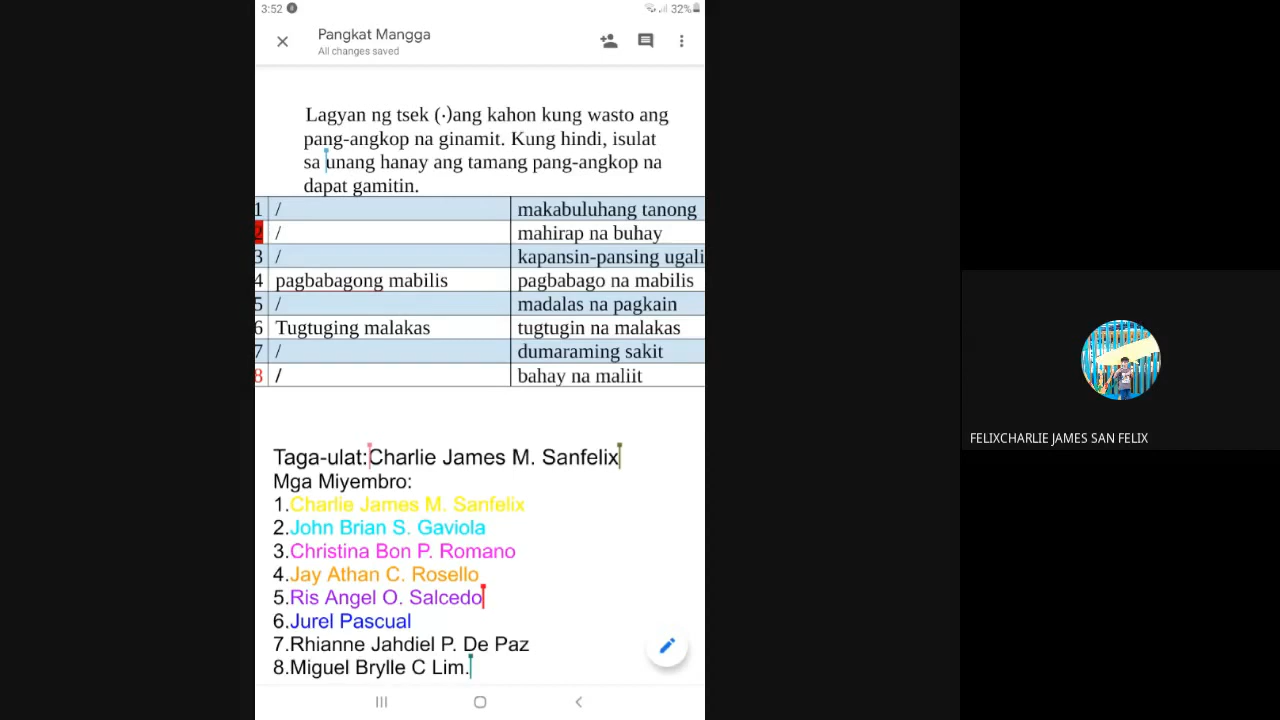 3:52
32%
Pangkat Mangga
All changes saved
Lagyan ng tsek (·)ang kahon kung wasto ang
pang-angkop na ginamit. Kung hindi, isulat
sa unang hanay ang tamang pang-angkop na
dapat gamitin.
1 / makabuluhang tanong
2 / mahirap na buhay
3 / kapansin-pansing ugali
4 pagbabagong mabilis pagbabago na mabilis
5 / madalas na pagkain
6 Tugtuging malakas tugtugin na malakas
7 / dumaraming sakit
8 / bahay na maliit
Taga-ulat:Charlie James M. Sanfelix
Mga Miyembro:
1.Charlie James M. Sanfelix
2.John Brian S. Gaviola
3.Christina Bon P. Romano
4.Jay Athan C. Rosello
5.Ris Angel O. Salcedo
6.Jurel Pascual
7.Rhianne Jahdiel P. De Paz
8.Miguel Brylle C Lim.
FELIXCHARLIE JAMES SAN FELIX